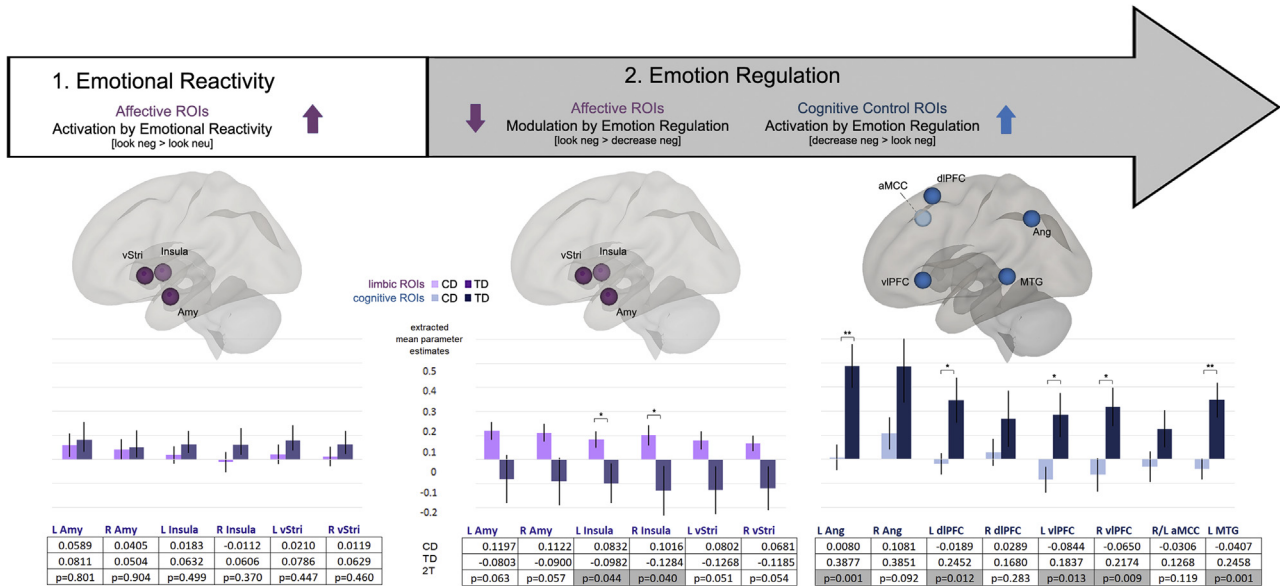 1. Emotional Reactivity
Affective ROIs
Activation by Emotional Reactivity
[look neg > look neu]
2. Emotion Regulation
Affective ROIs
Modulation by Emotion Regulation
[look neg > decrease neg]
Cognitive Control ROIs
Activation by Emotion Regulation
[decrease neg > look neg]
vStri
Insula
Amy
vStri
Insula
Amy
dlPFC
aMCC
Ang
vlPFC
MTG
limbic ROIs CD TD
cognitive ROIs CD TD
extracted
mean parameter
estimates
0.5
0.4
0.3
0.2
0.1
0
-0.1
-0.2
* *
** * * * **
L Amy R Amy L Insula R Insula L vStri R vStri
0.0589 0.0405 0.0183 -0.0112 0.0210 0.0119
0.0811 0.0504 0.0632 0.0606 0.0786 0.0629
p=0.801 p=0.904 p=0.499 p=0.370 p=0.447 p=0.460
L Amy R Amy L Insula R Insula L vStri R vStri
CD 0.1197 0.1122 0.0832 0.1016 0.0802 0.0681
TD -0.0803 -0.0900 -0.0982 -0.1284 -0.1268 -0.1185
2T p=0.063 p=0.057 p=0.044 p=0.040 p=0.051 p=0.054
L Ang R Ang L dlPFC R dlPFC L vlPFC R vlPFC R/L aMCC L MTG
0.0080 0.1081 -0.0189 0.0289 -0.0844 -0.0650 -0.0306 -0.0407
0.3877 0.3851 0.2452 0.1680 0.1837 0.2174 0.1268 0.2458
p=0.001 p=0.092 p=0.012 p=0.283 p=0.013 p=0.009 p=0.119 p=0.001